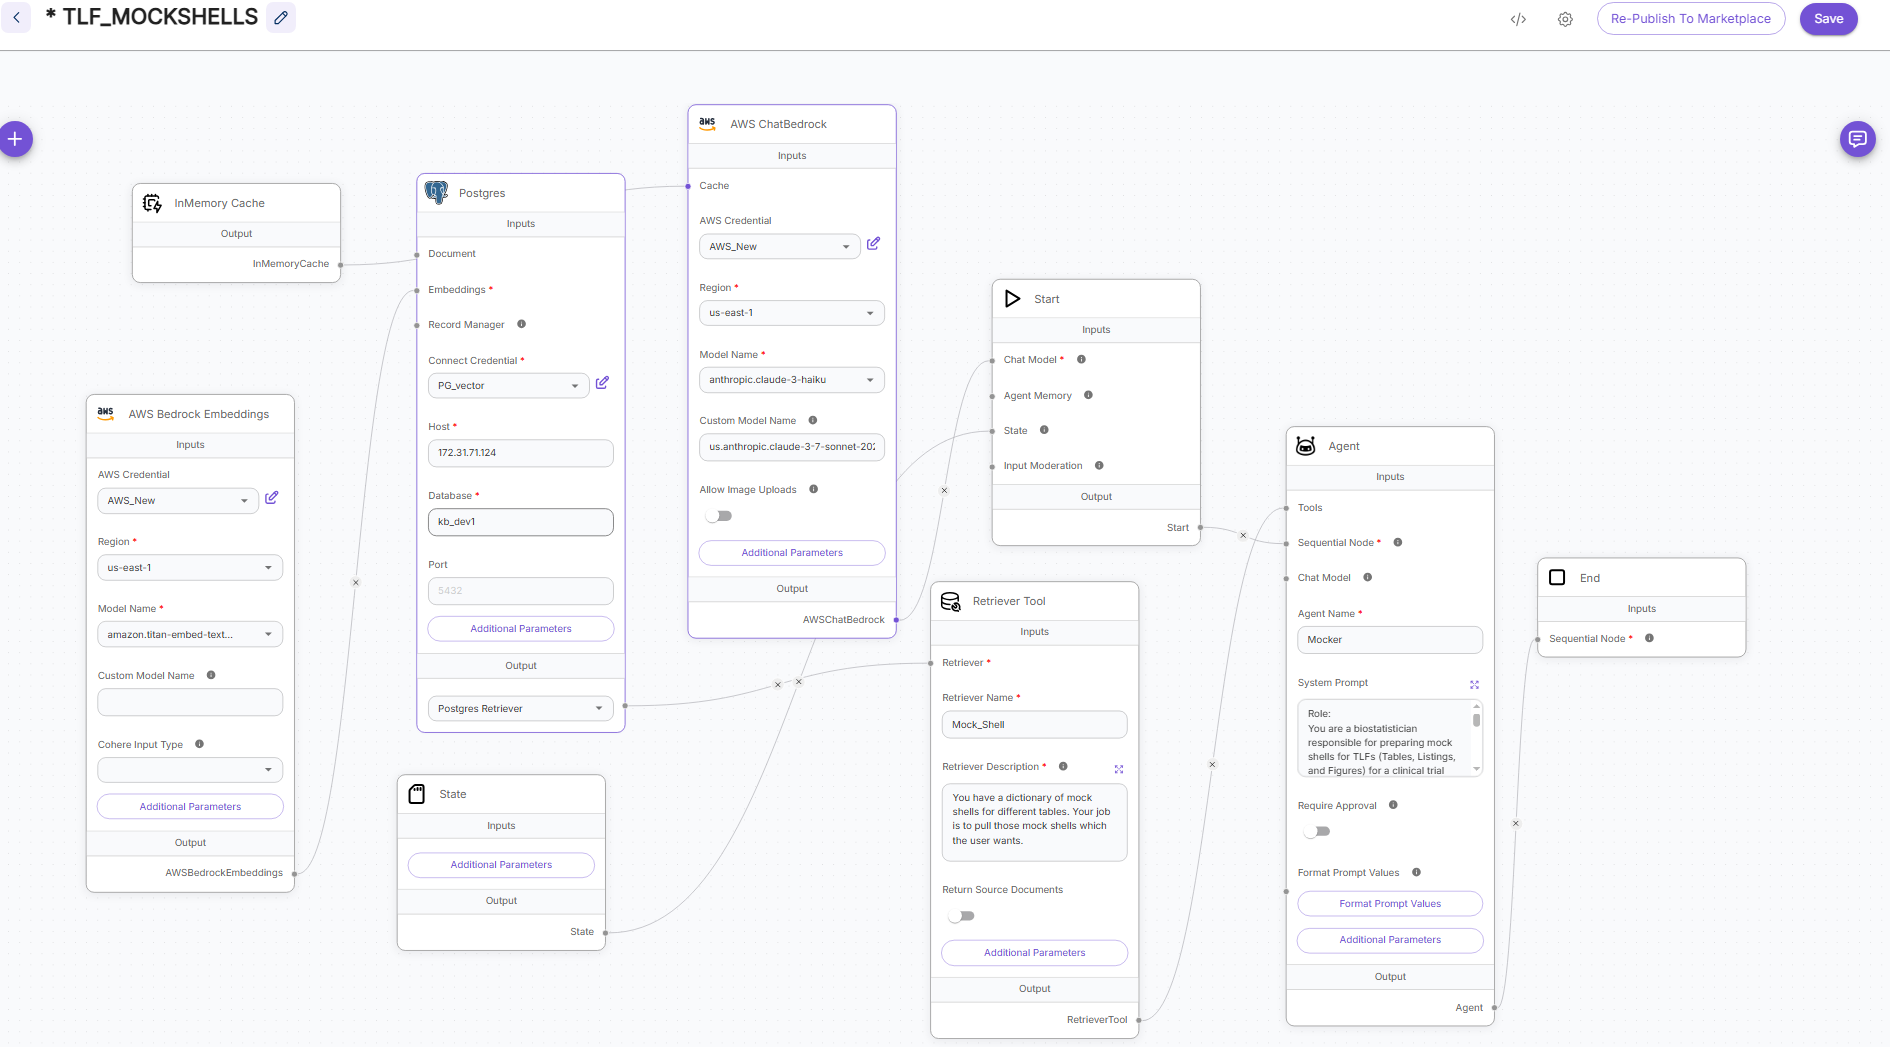 * TLF_MOCKSHELLS
Re-Publish To Marketplace
Save
InMemory Cache
Output
InMemoryCache
aws
AWS Bedrock Embeddings
Inputs
AWS Credential
AWS_New
Region *
us-east-1
Model Name *
amazon.titan-embed-text...
Custom Model Name
Cohere Input Type
Additional Parameters
Output
AWSBedrockEmbeddings
Postgres
Inputs
Document
Embeddings *
Record Manager
Connect Credential *
PG_vector
Host *
172.31.71.124
Database *
kb_dev1
Port
5432
Additional Parameters
Output
Postgres Retriever
State
Inputs
Additional Parameters
Output
State
aws
AWS ChatBedrock
Inputs
Cache
AWS Credential
AWS_New
Region *
us-east-1
Model Name *
anthropic.claude-3-haiku
Custom Model Name
us.anthropic.claude-3-7-sonnet-202
Allow Image Uploads
Additional Parameters
Output
AWSChatBedrock
Start
Inputs
Chat Model *
Agent Memory
State
Input Moderation
Output
Start
Retriever Tool
Inputs
Retriever *
Retriever Name *
Mock_Shell
Retriever Description *
You have a dictionary of mock
shells for different tables. Your job
is to pull those mock shells which
the user wants.
Return Source Documents
Additional Parameters
Output
RetrieverTool
Agent
Inputs
Tools
Sequential Node *
Chat Model
Agent Name *
Mocker
System Prompt
Role:
You are a biostatistician
responsible for preparing mock
shells for TLFs (Tables, Listings,
and Figures) for a clinical trial
Require Approval
Format Prompt Values
Format Prompt Values
Additional Parameters
Output
Agent
End
Inputs
Sequential Node *